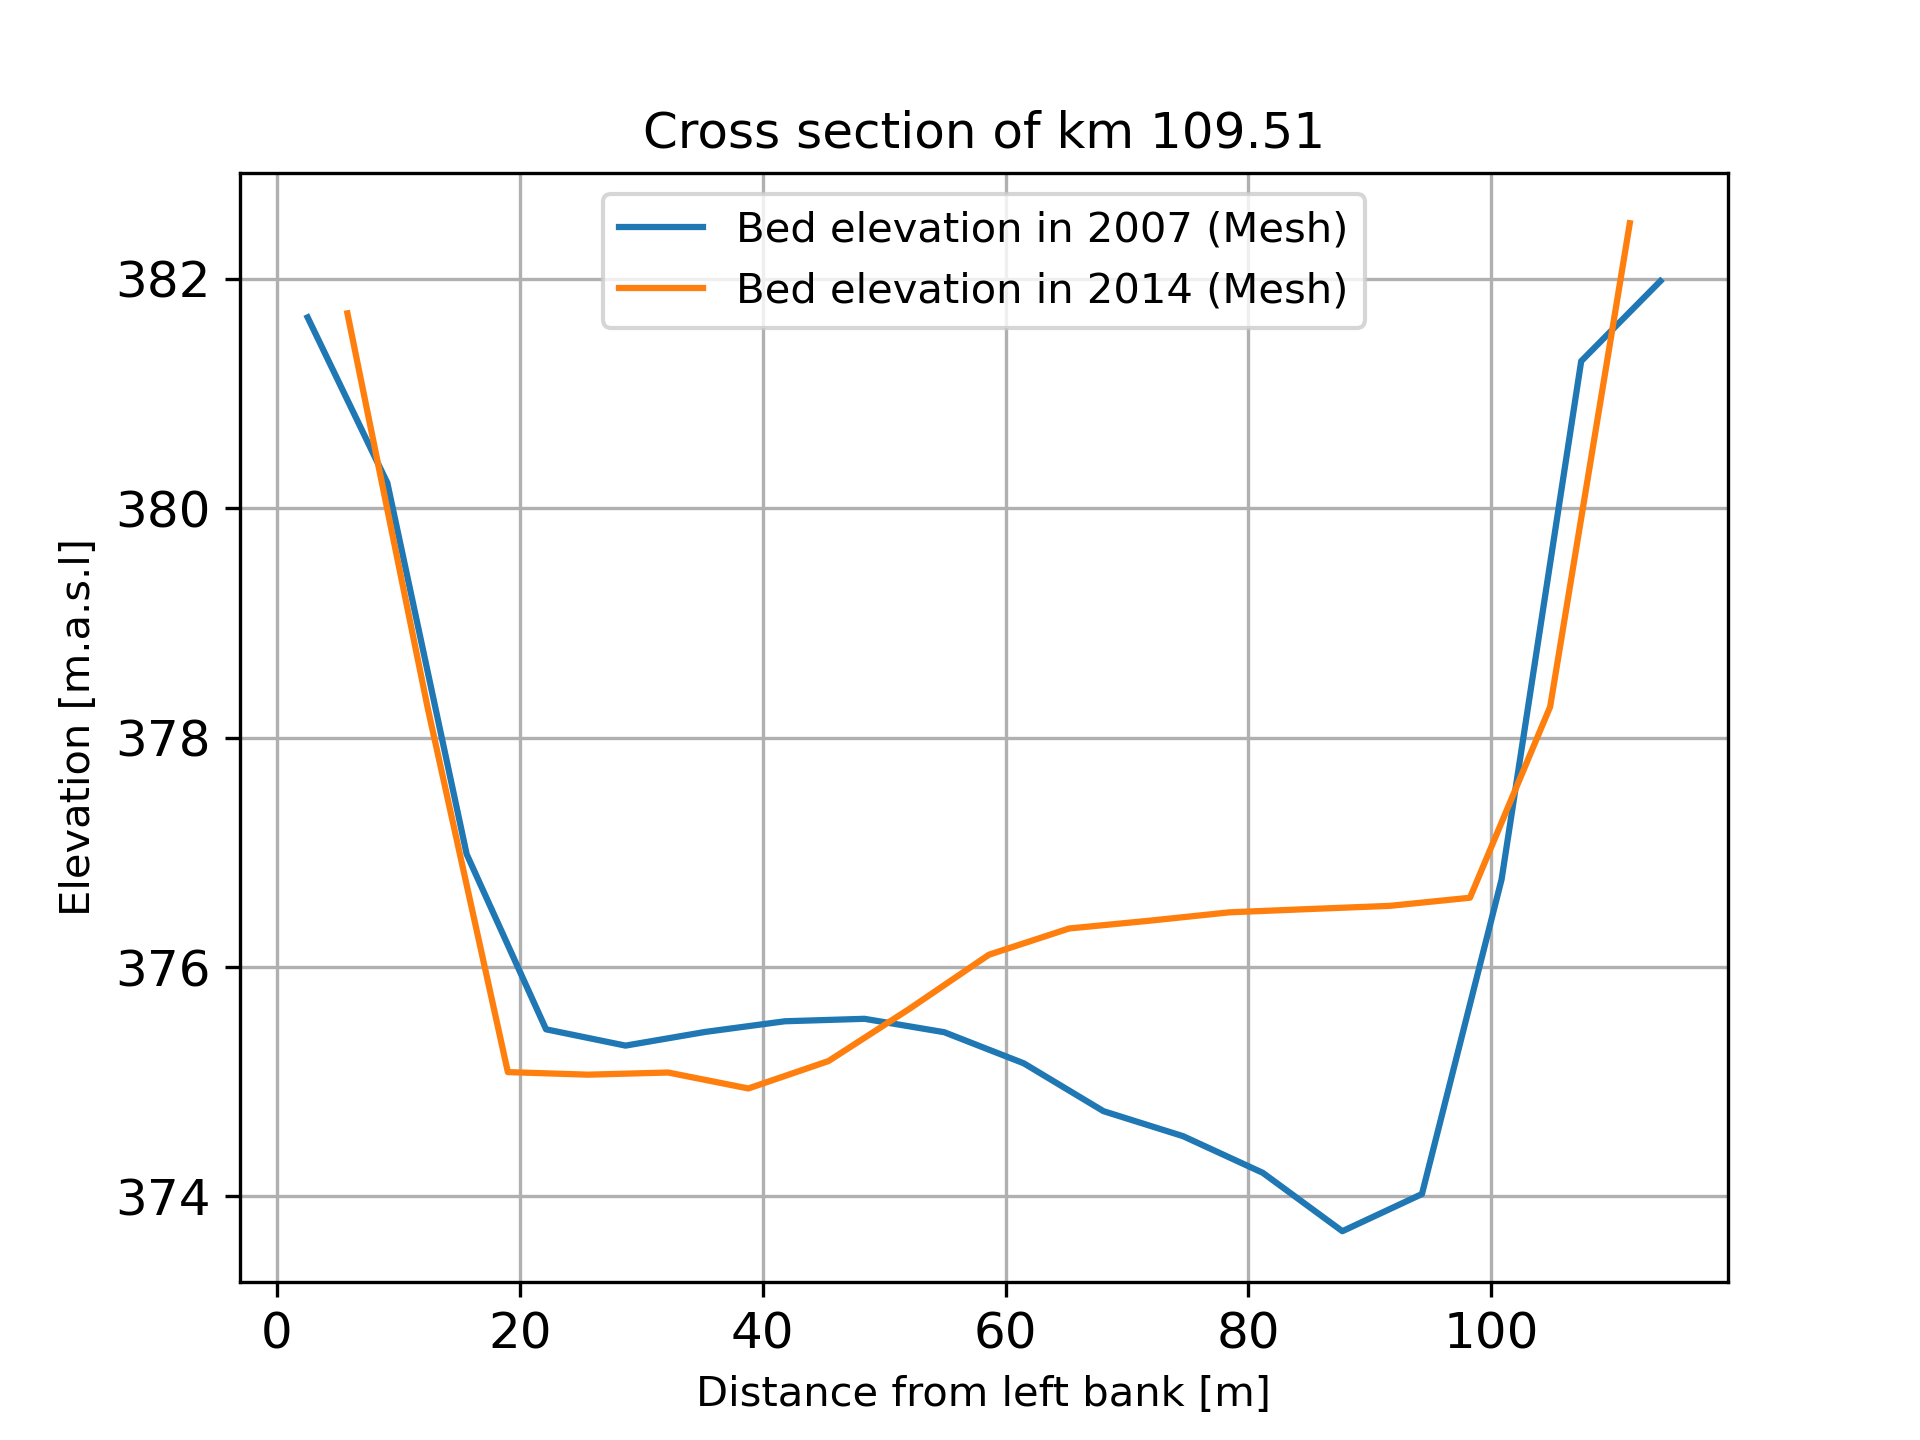 Cross section of km 109.51
Bed elevation in 2007 (Mesh)
Bed elevation in 2014 (Mesh)
382
380
378
376
374
Elevation [m.a.s.l]
0 20 40 60 80 100
Distance from left bank [m]